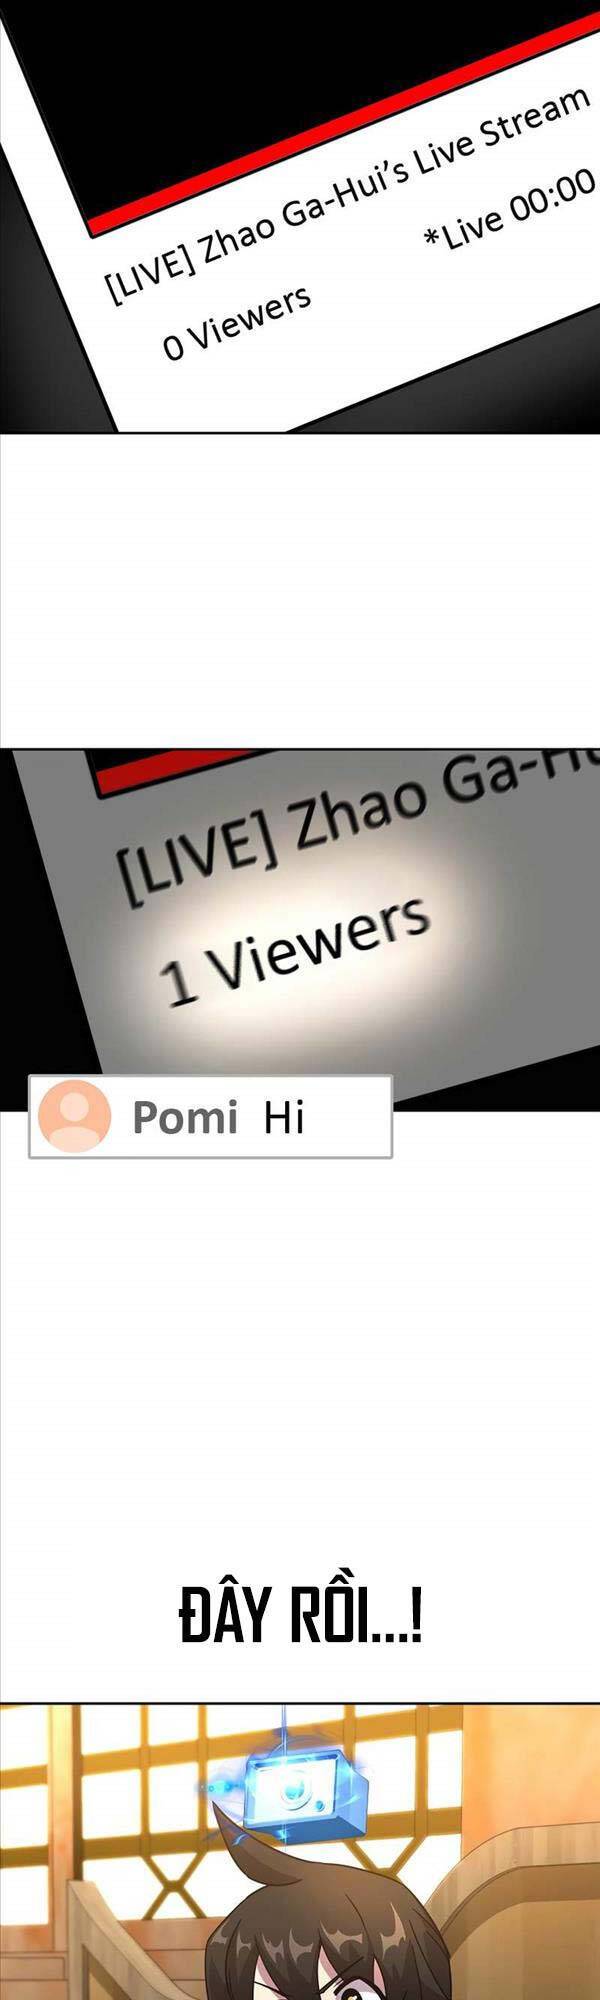 [LIVE] Zhao Ga-Hui's Live Stream
*Live 00:00
0 Viewers
[LIVE] Zhao Ga-Hu
1 Viewers
Pomi Hi
ĐÂY RỒI...!